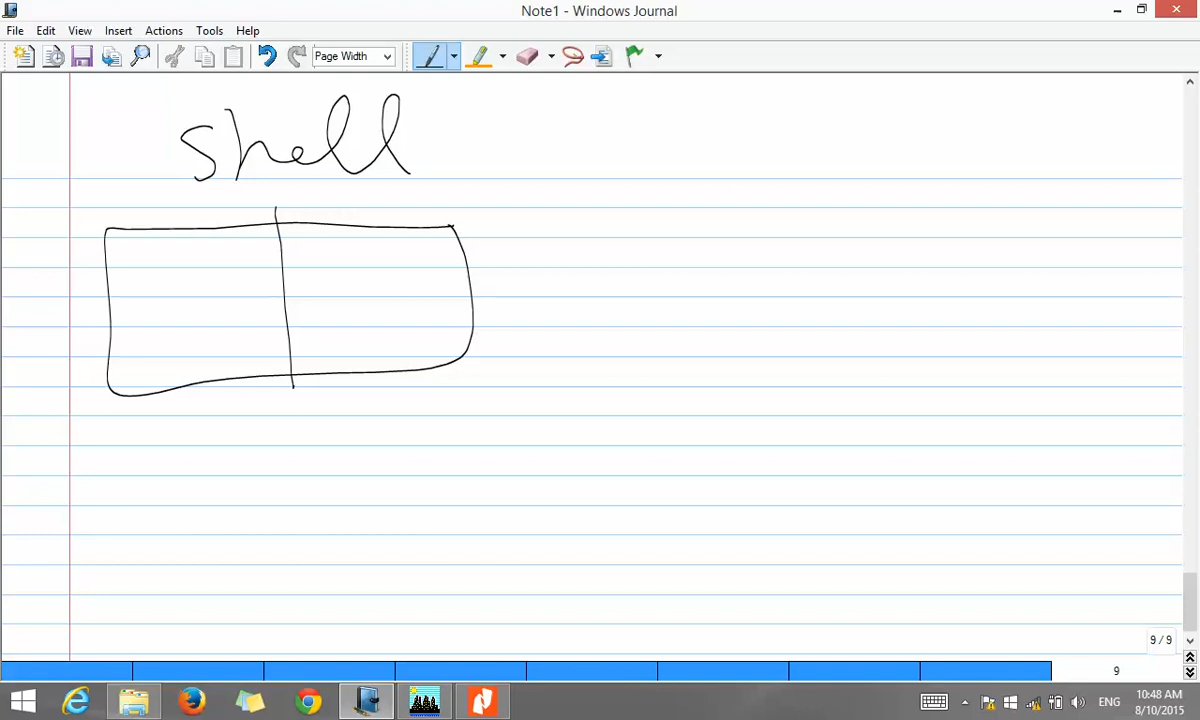 Note1 - Windows Journal
File Edit View Insert Actions Tools Help
Page Width
shell
9 / 9
9
ENG
10:48 AM
8/10/2015